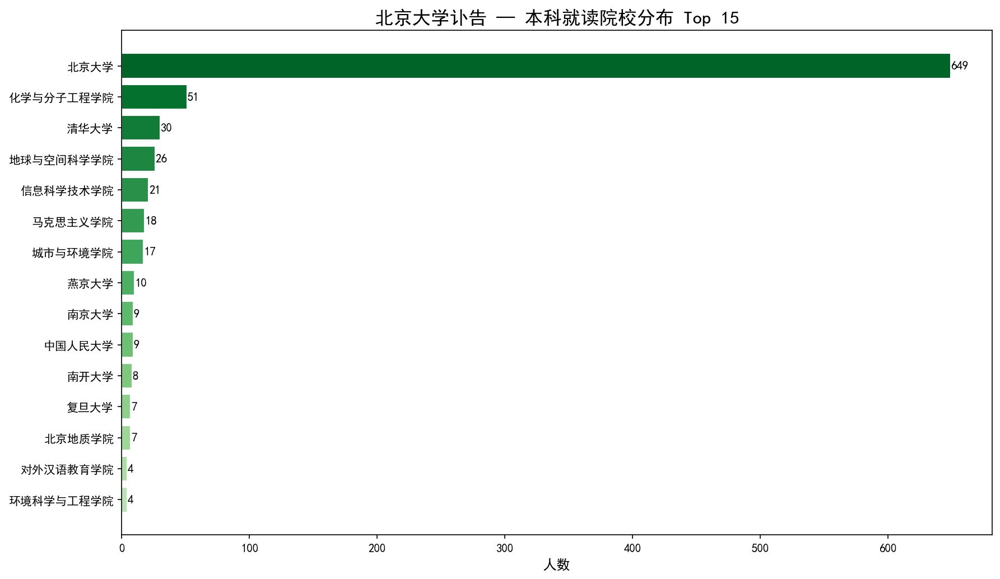 北京大学讣告 —— 本科就读院校分布 Top 15
北京大学 649
化学与分子工程学院 51
清华大学 30
地球与空间科学学院 26
信息科学技术学院 21
马克思主义学院 18
城市与环境学院 17
燕京大学 10
南京大学 9
中国人民大学 9
南开大学 8
复旦大学 7
北京地质学院 7
对外汉语教育学院 4
环境科学与工程学院 4
0 100 200 300 400 500 600
人数